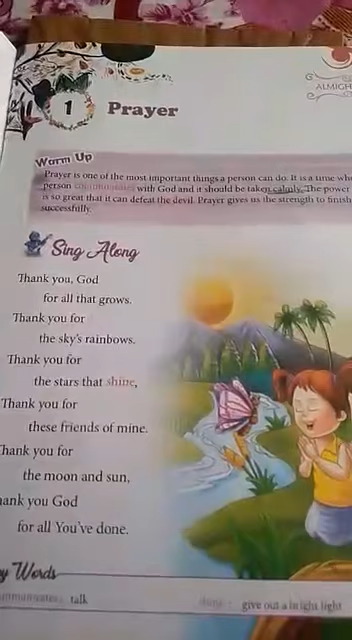 1 Prayer
ALMIGH
Warm Up
Prayer is one of the most important things a person can do. It is a time wh
person communicates with God and it should be taken calmly. The power
is so great that it can defeat the devil. Prayer gives us the strength to finish
successfully.
Sing Along
Thank you, God
for all that grows.
Thank you for
the sky's rainbows.
Thank you for
the stars that shine,
Thank you for
these friends of mine.
hank you for
the moon and sun,
ank you God
for all You've done.
y Words
mmunicates : talk
shine : give out a bright light